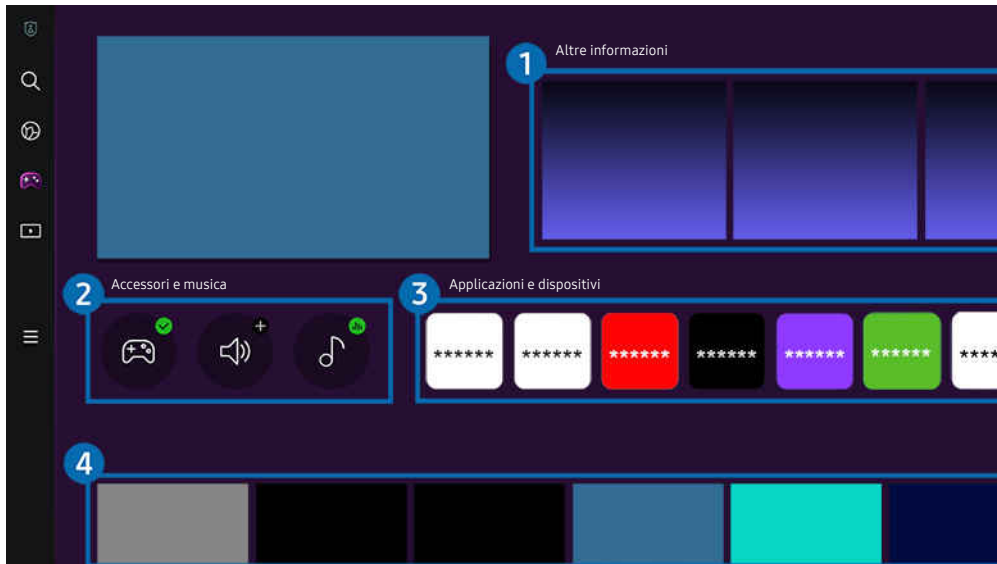 1 Altre informazioni
2 Accessori e musica
3 Applicazioni e dispositivi
****** ****** ****** ****** ****** ****** ****
4